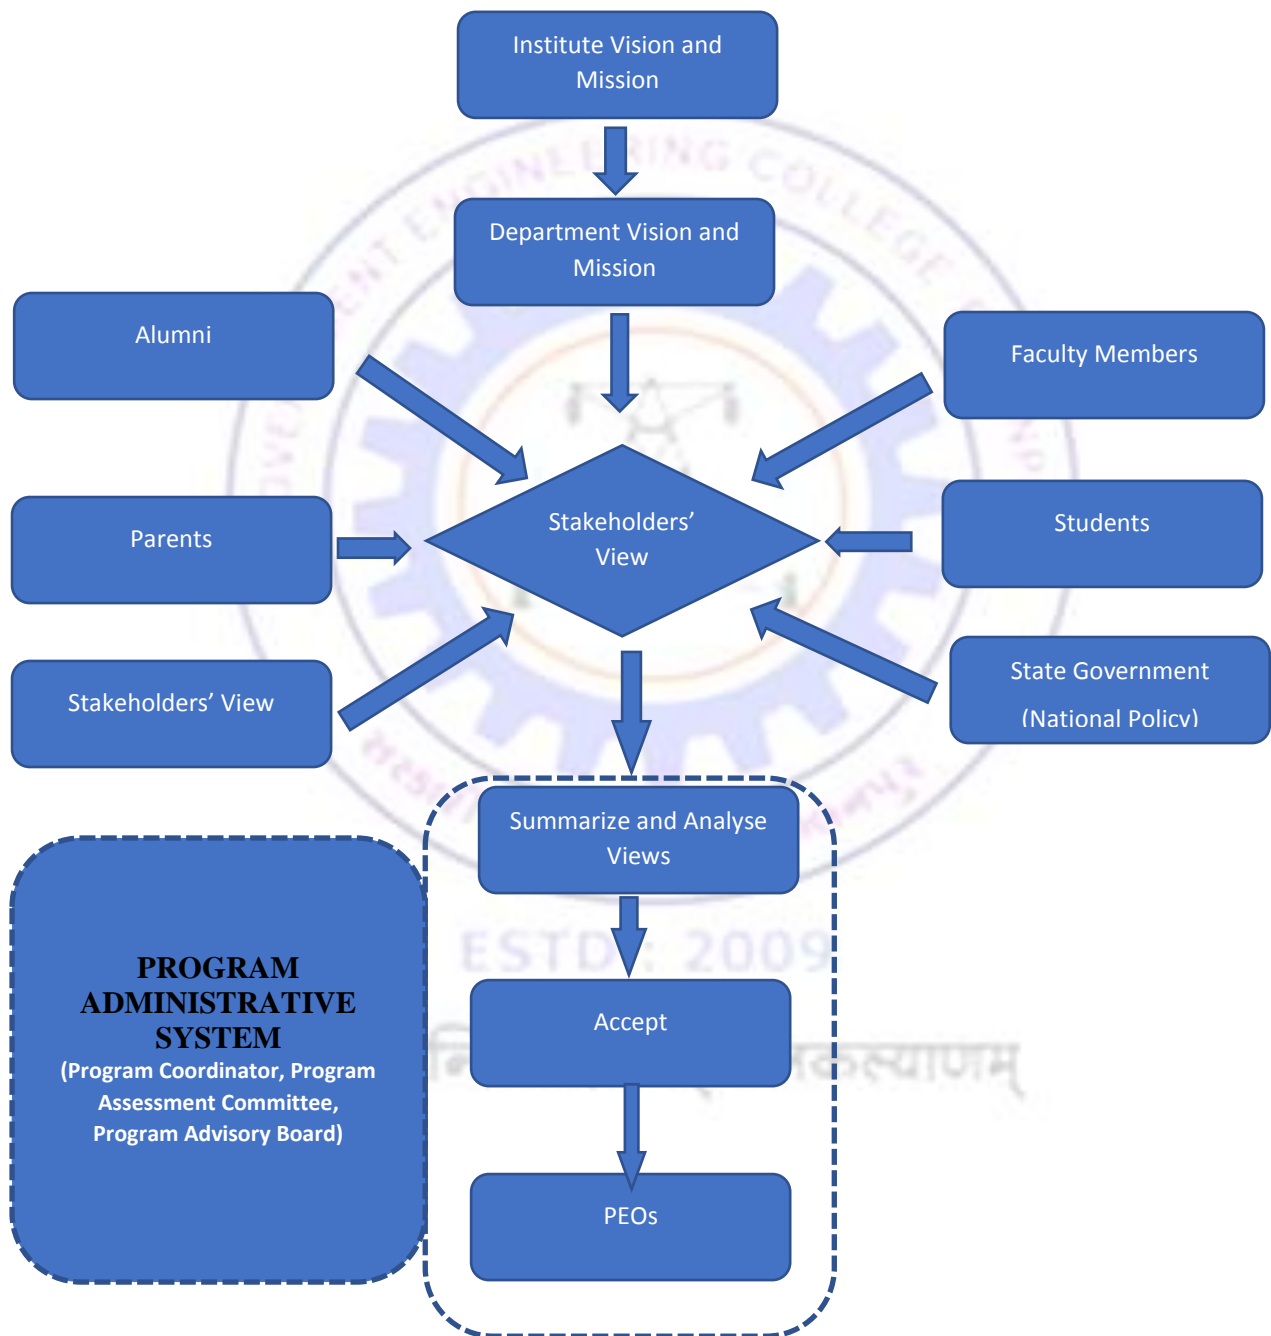 Institute Vision and
Mission
Department Vision and
Mission
Alumni
Faculty Members
Stakeholders’
View
Parents
Students
Stakeholders’ View
State Government
(National Policy)
Summarize and Analyse
Views
Accept
PEOs
PROGRAM
ADMINISTRATIVE
SYSTEM
(Program Coordinator, Program
Assessment Committee,
Program Advisory Board)
ENGINEERING COLLEGE
ESTD : 2009